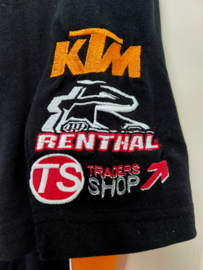 KTM
RENTHAL
TS TRADERS
SHOP